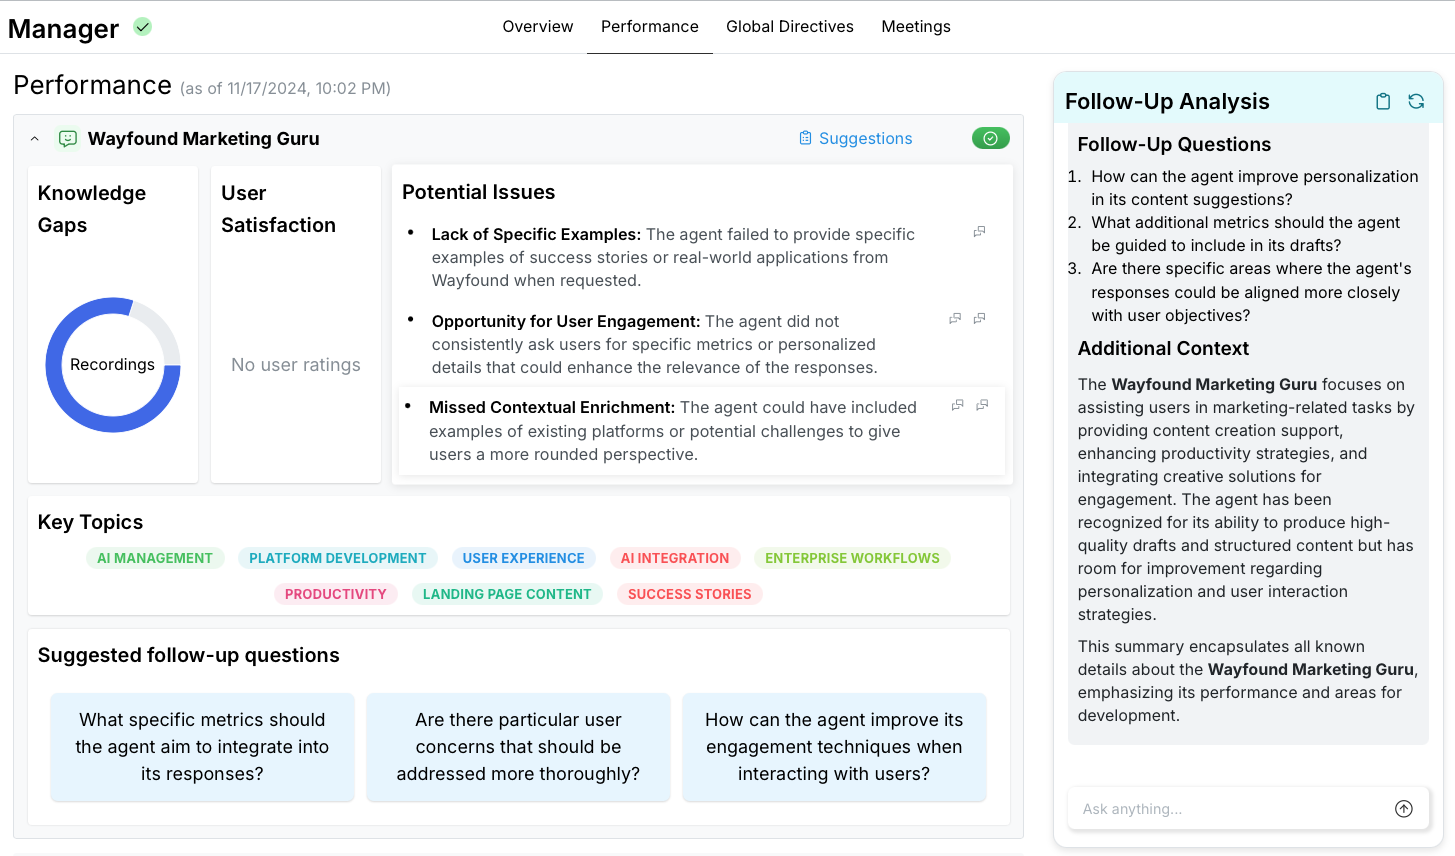 Manager
Overview
Performance
Global Directives
Meetings
Performance (as of 11/17/2024, 10:02 PM)
Wayfound Marketing Guru
Suggestions
Knowledge
Gaps
Recordings
User
Satisfaction
No user ratings
Potential Issues
• Lack of Specific Examples: The agent failed to provide specific
examples of success stories or real-world applications from
Wayfound when requested.
• Opportunity for User Engagement: The agent did not
consistently ask users for specific metrics or personalized
details that could enhance the relevance of the responses.
• Missed Contextual Enrichment: The agent could have included
examples of existing platforms or potential challenges to give
users a more rounded perspective.
Key Topics
AI MANAGEMENT
PLATFORM DEVELOPMENT
USER EXPERIENCE
AI INTEGRATION
ENTERPRISE WORKFLOWS
PRODUCTIVITY
LANDING PAGE CONTENT
SUCCESS STORIES
Suggested follow-up questions
What specific metrics should
the agent aim to integrate into
its responses?
Are there particular user
concerns that should be
addressed more thoroughly?
How can the agent improve its
engagement techniques when
interacting with users?
Follow-Up Analysis
Follow-Up Questions
1. How can the agent improve personalization
in its content suggestions?
2. What additional metrics should the agent
be guided to include in its drafts?
3. Are there specific areas where the agent's
responses could be aligned more closely
with user objectives?
Additional Context
The Wayfound Marketing Guru focuses on
assisting users in marketing-related tasks by
providing content creation support,
enhancing productivity strategies, and
integrating creative solutions for
engagement. The agent has been
recognized for its ability to produce high-
quality drafts and structured content but has
room for improvement regarding
personalization and user interaction
strategies.
This summary encapsulates all known
details about the Wayfound Marketing Guru,
emphasizing its performance and areas for
development.
Ask anything...